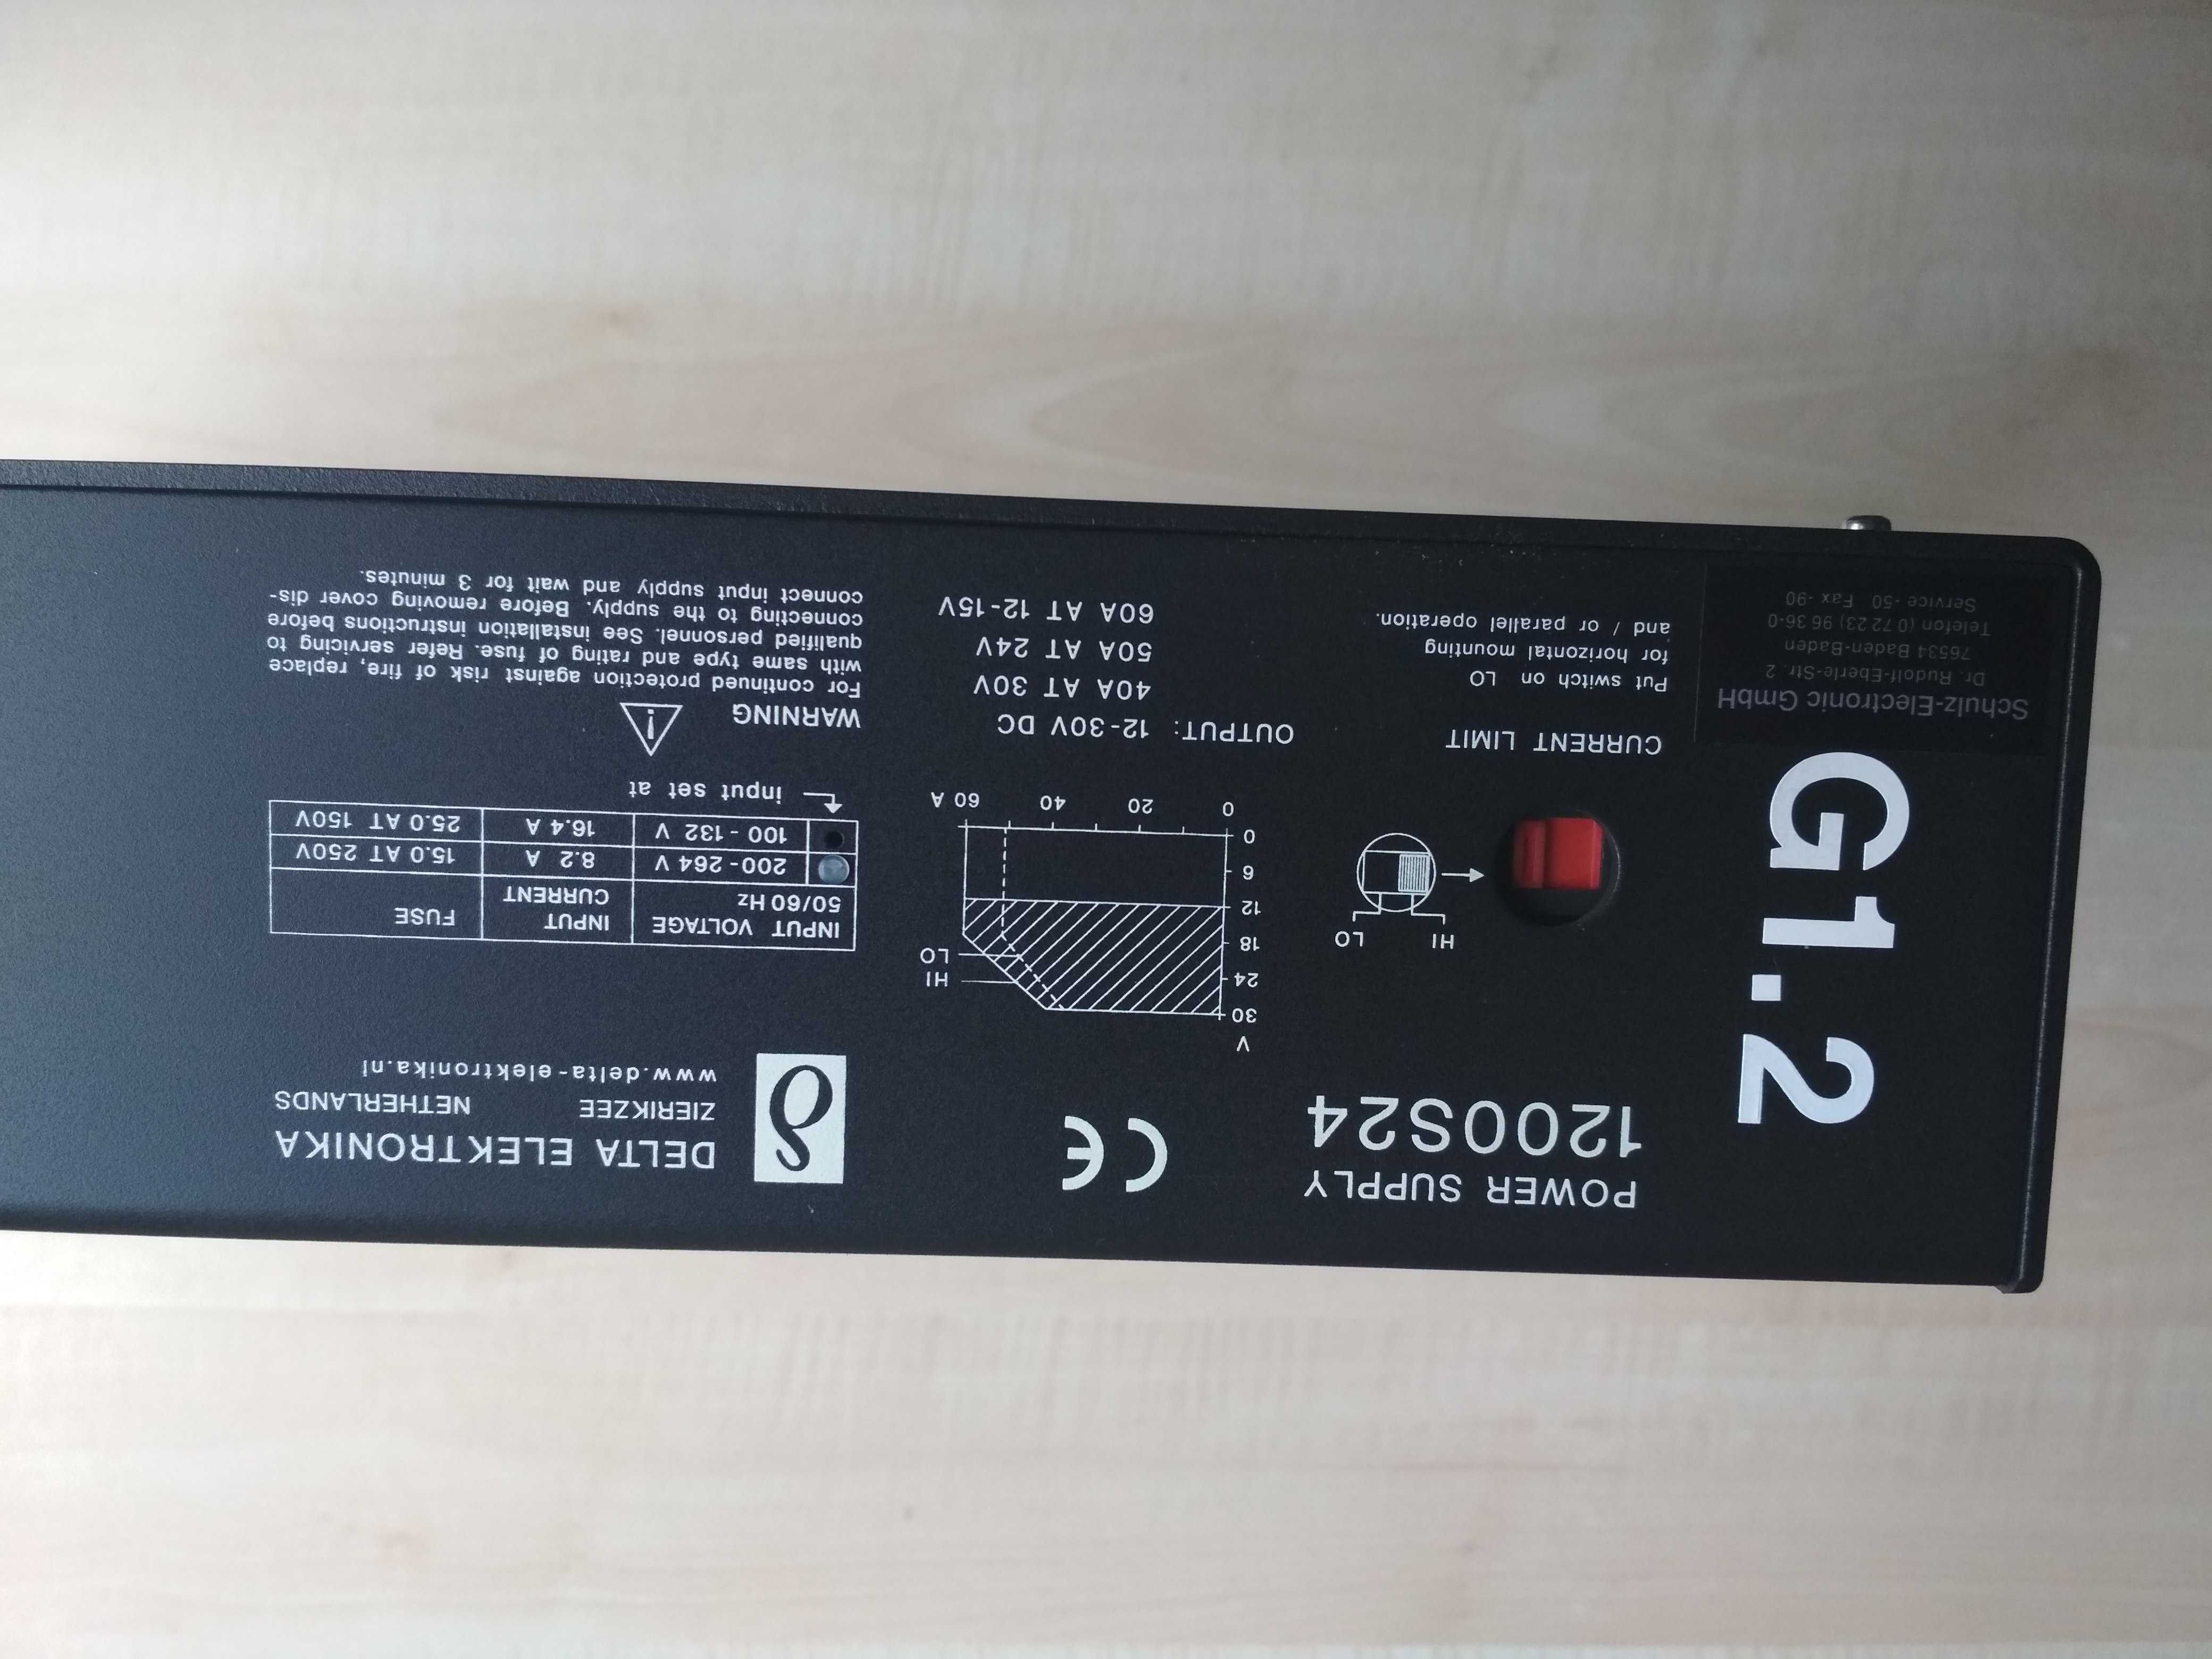 G1.2
Schulz-Electronic GmbH
Dr. Rudolf-Eberle-Str. 2
76534 Baden-Baden
Telefon (0 72 23) 96 36-0
Service -50 Fax -90
POWER SUPPLY
1200S24
HI LO
CURRENT LIMIT
Put switch on LO
for horizontal mounting
and / or parallel operation.
CE
V
30
24
18
12
6
0
0 20 40 60 A
HI
LO
OUTPUT: 12-30V DC
40A AT 30V
50A AT 24V
60A AT 12-15V
DELTA ELEKTRONIKA
ZIERIKZEE NETHERLANDS
www.delta-elektronika.nl
INPUT VOLTAGE 50/60 Hz INPUT CURRENT FUSE
200-264 V 8.2 A 15.0 AT 250V
100-132 V 16.4 A 25.0 AT 150V
input set at
WARNING
For continued protection against risk of fire, replace
with same type and rating of fuse. Refer servicing to
qualified personnel. See installation instructions before
connecting to the supply. Before removing cover dis-
connect input supply and wait for 3 minutes.